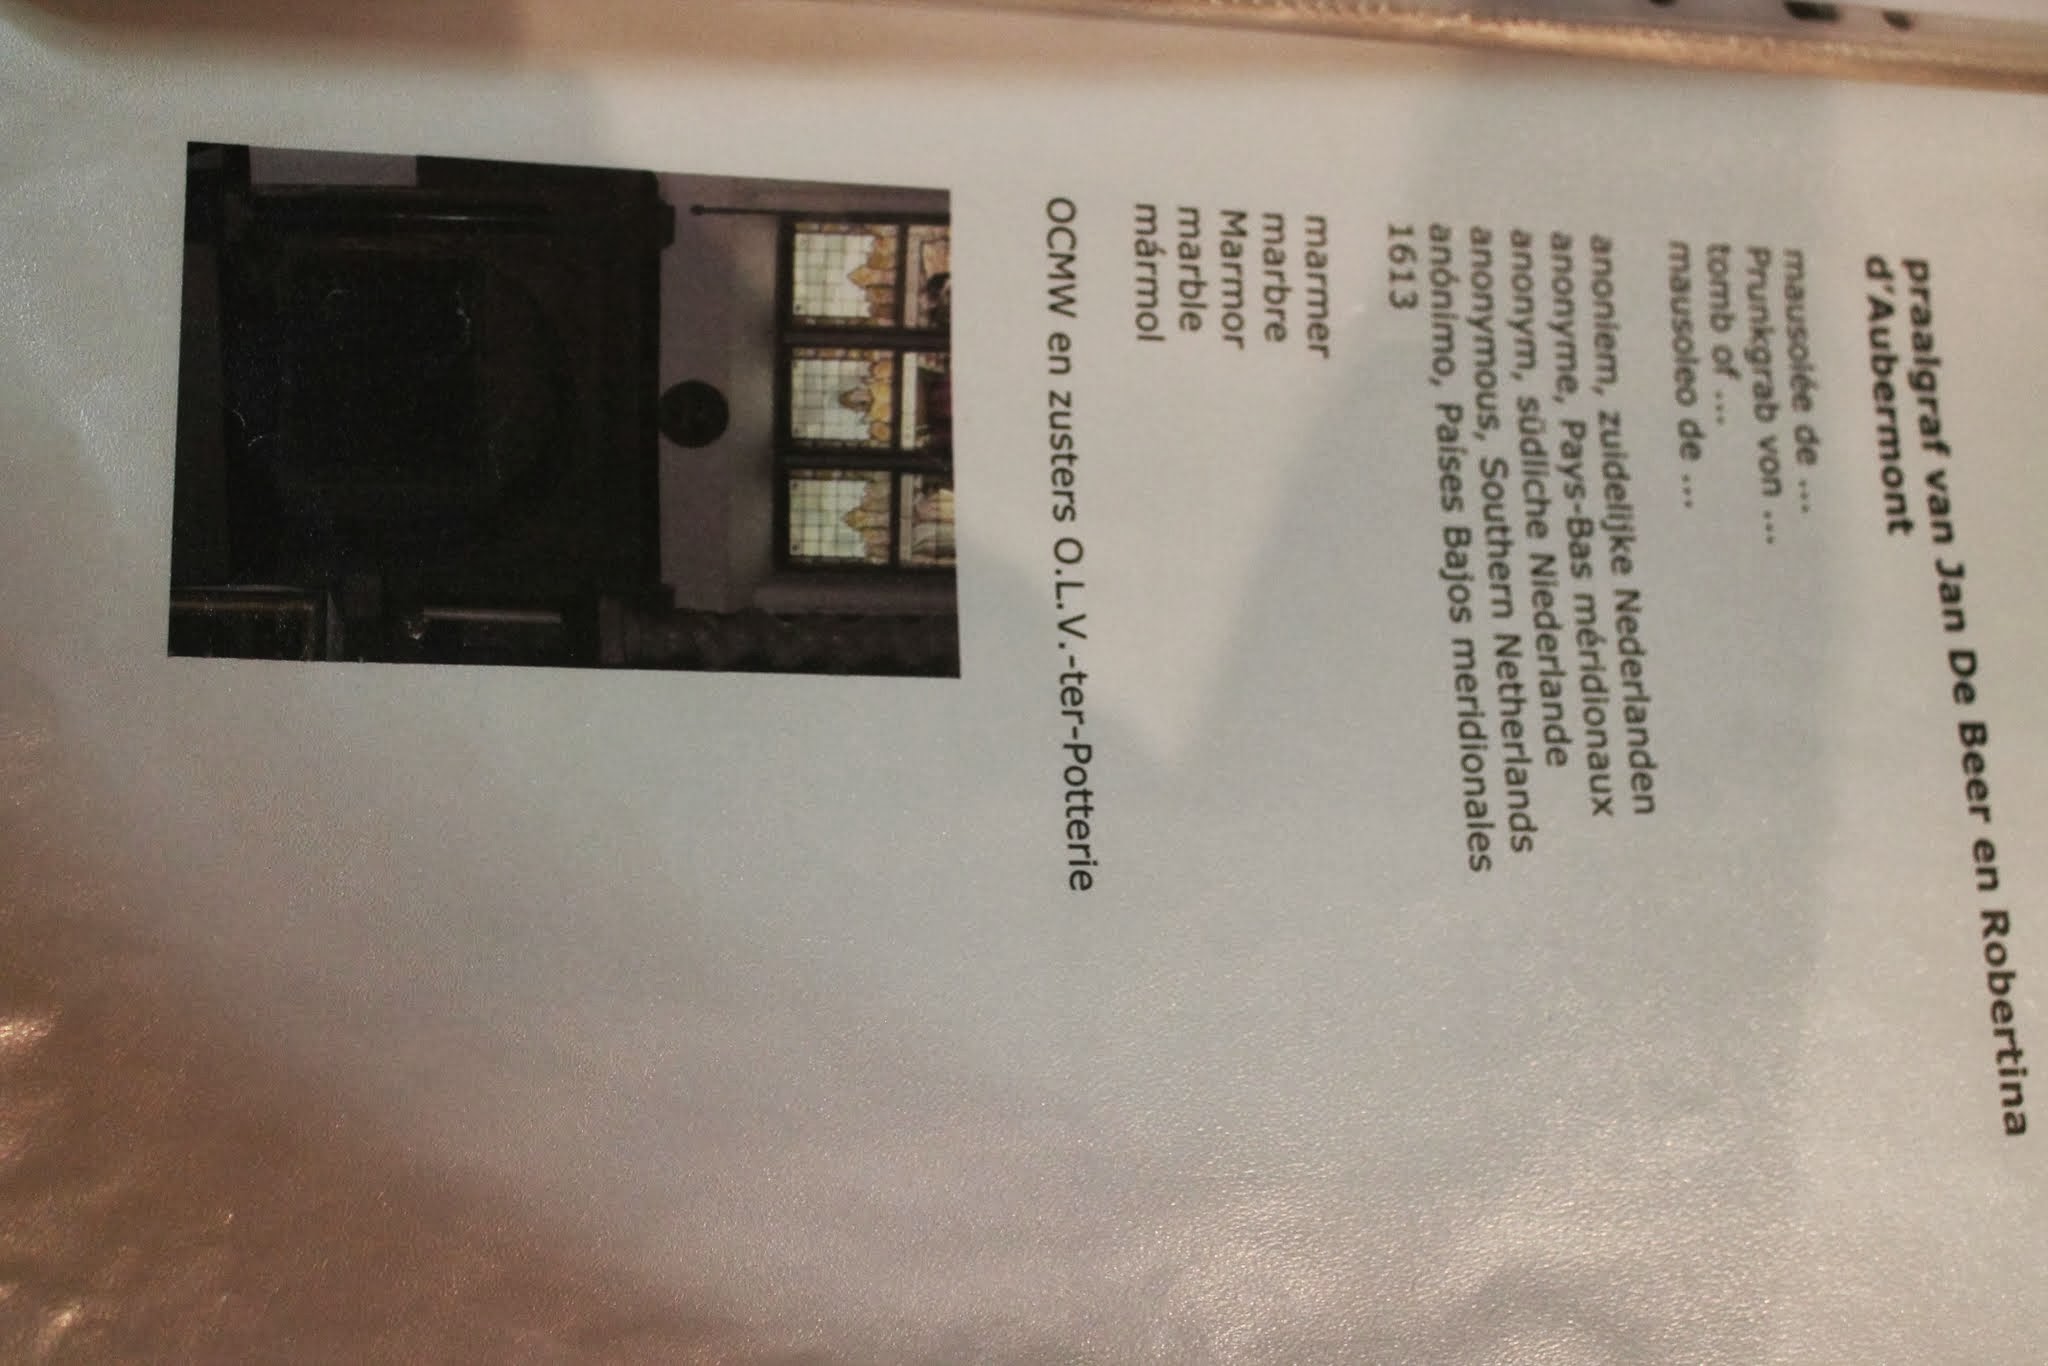 praalgraf van Jan De Beer en Robertina
d'Aubermont
mausolée de ...
Prunkgrab von ...
tomb of ...
mausoleo de ...
anoniem, zuidelijke Nederlanden
anonyme, Pays-Bas méridionaux
anonym, südliche Niederlande
anonymous, Southern Netherlands
anónimo, Países Bajos meridionales
1613
marmer
marbre
Marmor
marble
mármol
OCMW en zusters O.L.V.-ter-Potterie